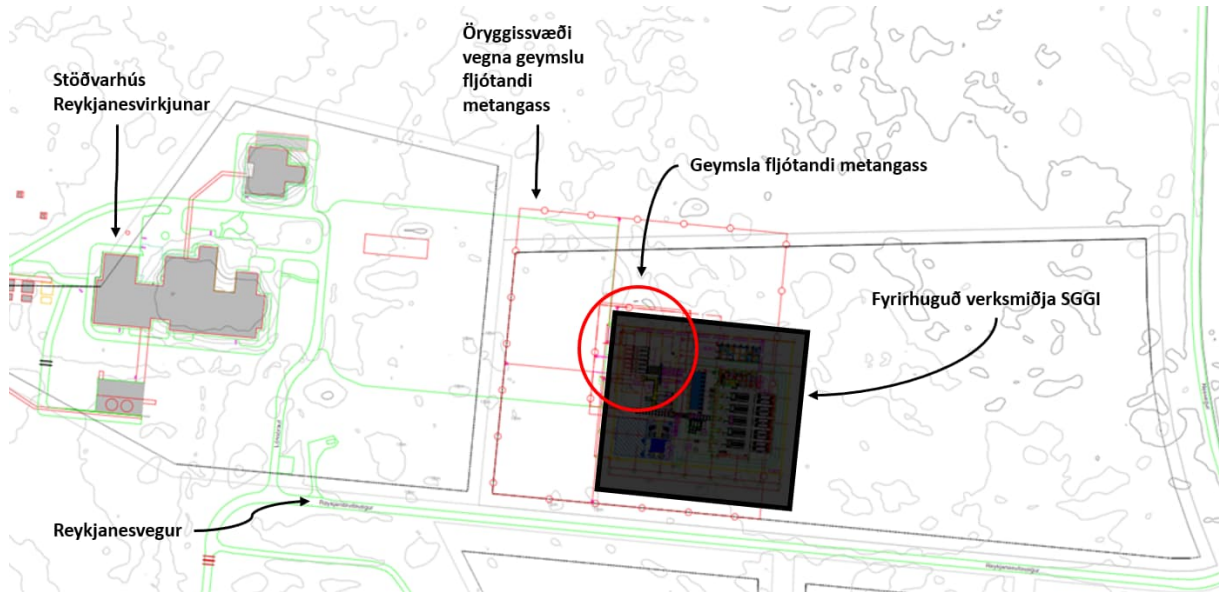 Öryggissvæði
vegna geymslu
fljótandi
metangass
Stöðvarhús
Reykjanesvirkjunar
Geymsla fljótandi metangass
Fyrirhuguð verksmiðja SGGI
Reykjanesvegur